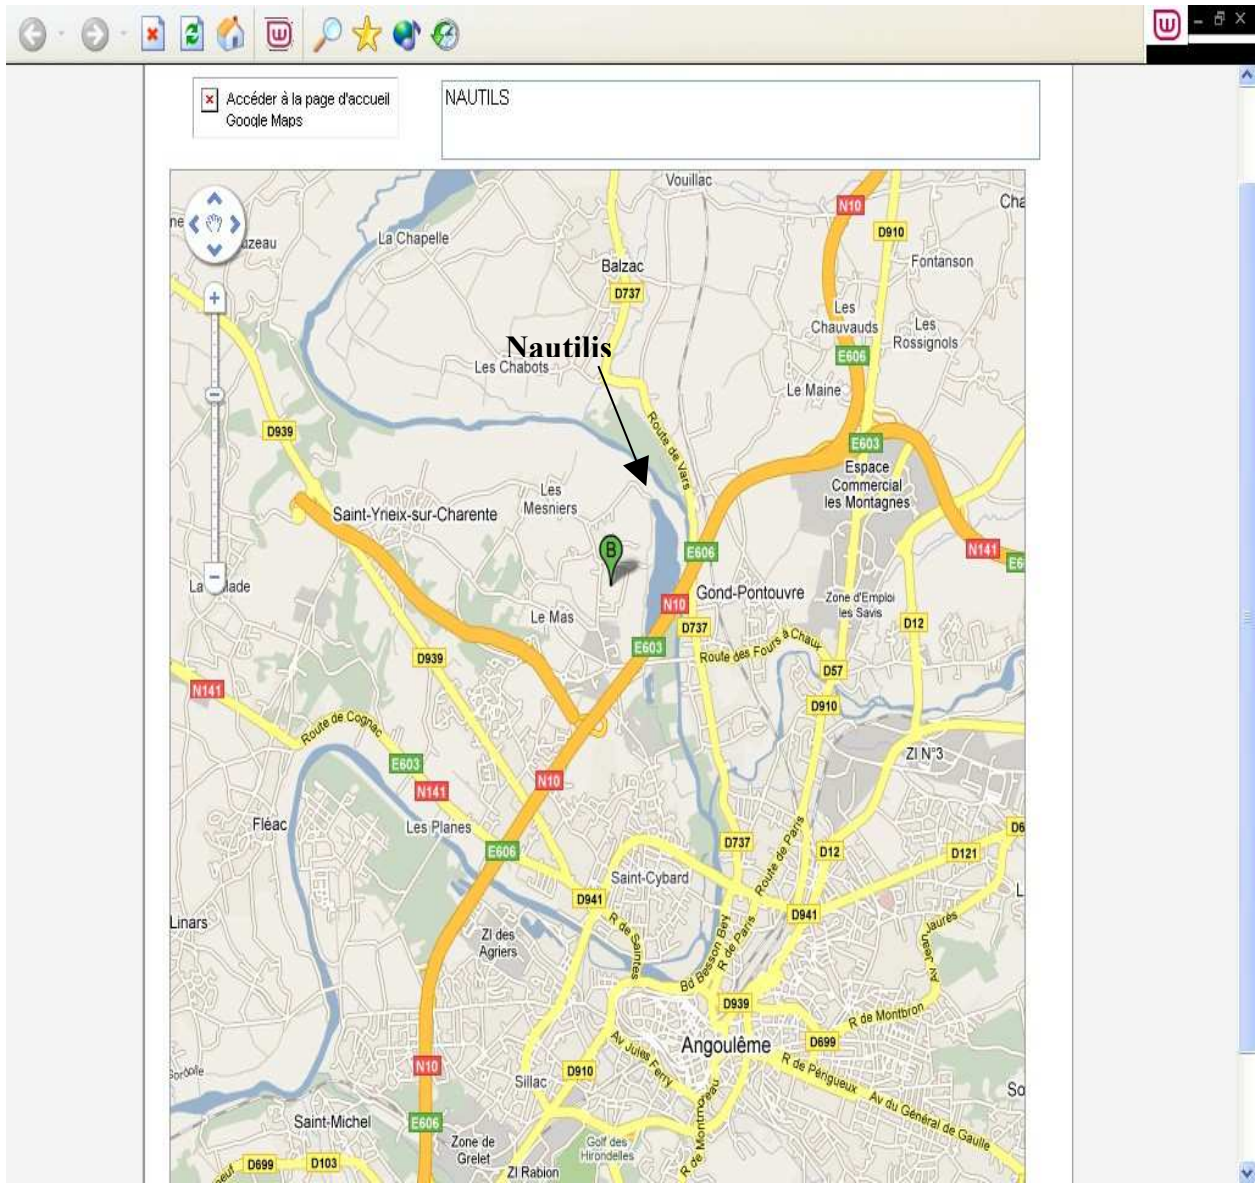 Accéder à la page d'accueil
Google Maps
NAUTILS
Vouillac
N10
D910
La Chapelle
Balzac
Fontanson
D737
Les
Chauvauds
Les
Rossignols
Nautilis
Les Chabots
E606
Le Maine
D939
Route de Vars
E603
Espace
Commercial
les Montagnes
Les
Mesniers
Saint-Yrieix-sur-Charente
B
E606
N141
Gond-Pontouvre
Zone d'Emploi
les Savis
N10
Le Mas
D737
D12
E603
Route des Fours à Chaux
D939
D57
N141
D910
Route de Cognac
ZI N°3
E603
N10
N141
Fléac
Les Planes
D737
D12
D121
E606
Route de Paris
Saint-Cybard
D941
D941
Linars
R de Saintes
Bd Besson Bey
R de Paris
Av Jean Jaurès
ZI des
Agriers
D939
R de Montbron
Angoulême
D699
Av Jules Ferry
R de Périgueux
N10
Sillac
D910
Av du Général de Gaulle
R de Montmoreau
Saint-Michel
E606
Zone de
Grelet
Golf des
Hirondelles
D699
D103
ZI Rabion